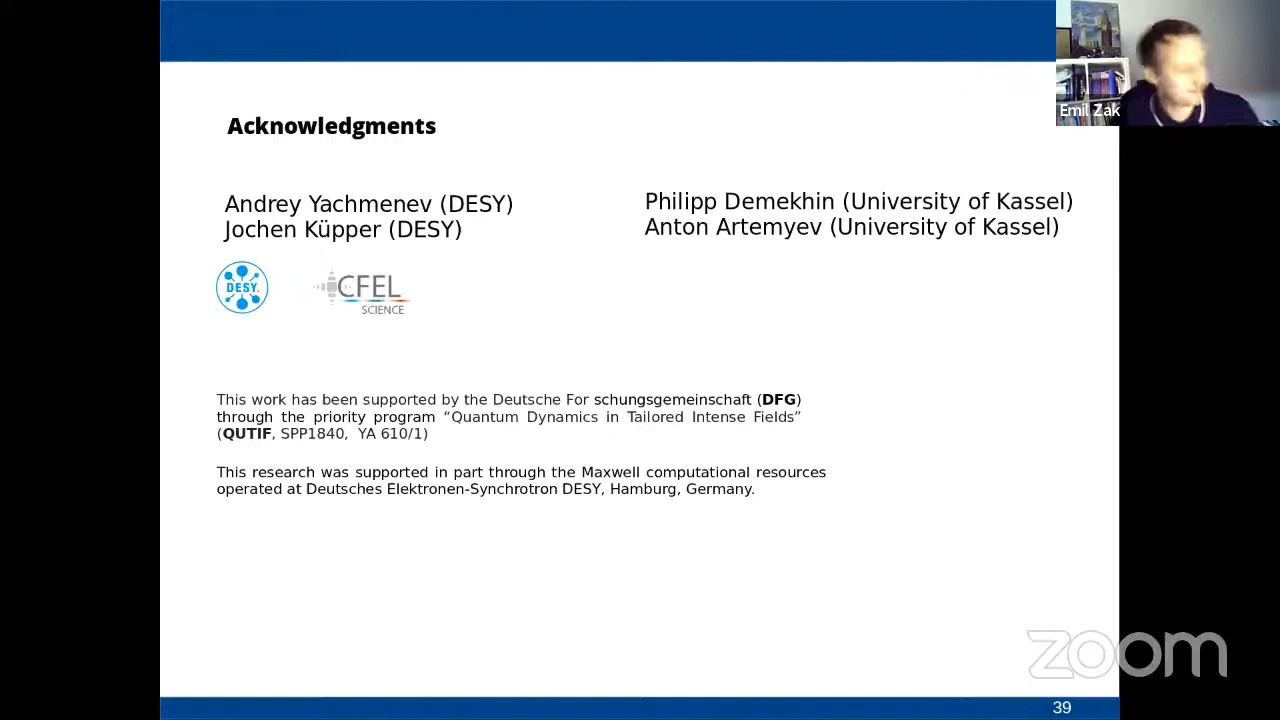 Emil Zak
Acknowledgments
Andrey Yachmenev (DESY)
Jochen Küpper (DESY)
Philipp Demekhin (University of Kassel)
Anton Artemyev (University of Kassel)
DESY.
CFEL
SCIENCE
This work has been supported by the Deutsche For schungsgemeinschaft (DFG)
through the priority program “Quantum Dynamics in Tailored Intense Fields”
(QUTIF, SPP1840, YA 610/1)
This research was supported in part through the Maxwell computational resources
operated at Deutsches Elektronen-Synchrotron DESY, Hamburg, Germany.
zoom
39